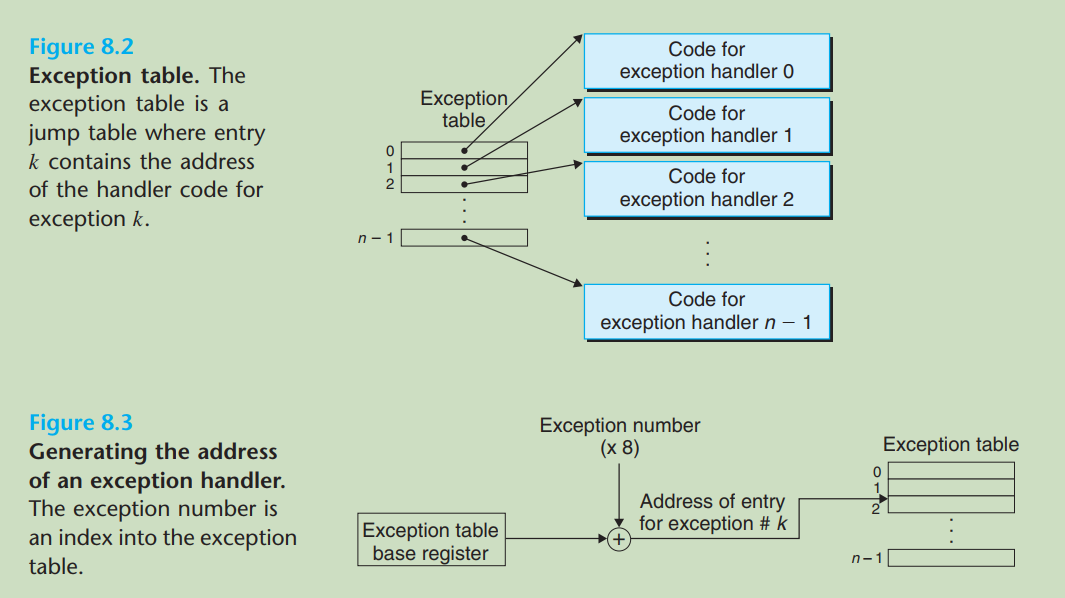 Figure 8.2
Exception table. The
exception table is a
jump table where entry
k contains the address
of the handler code for
exception k.
Exception
table
0
1
2
n − 1
Code for
exception handler 0
Code for
exception handler 1
Code for
exception handler 2
Code for
exception handler n − 1
Figure 8.3
Generating the address
of an exception handler.
The exception number is
an index into the exception
table.
Exception number
(x 8)
Exception table
base register
+
Address of entry
for exception # k
Exception table
0
1
2
n − 1